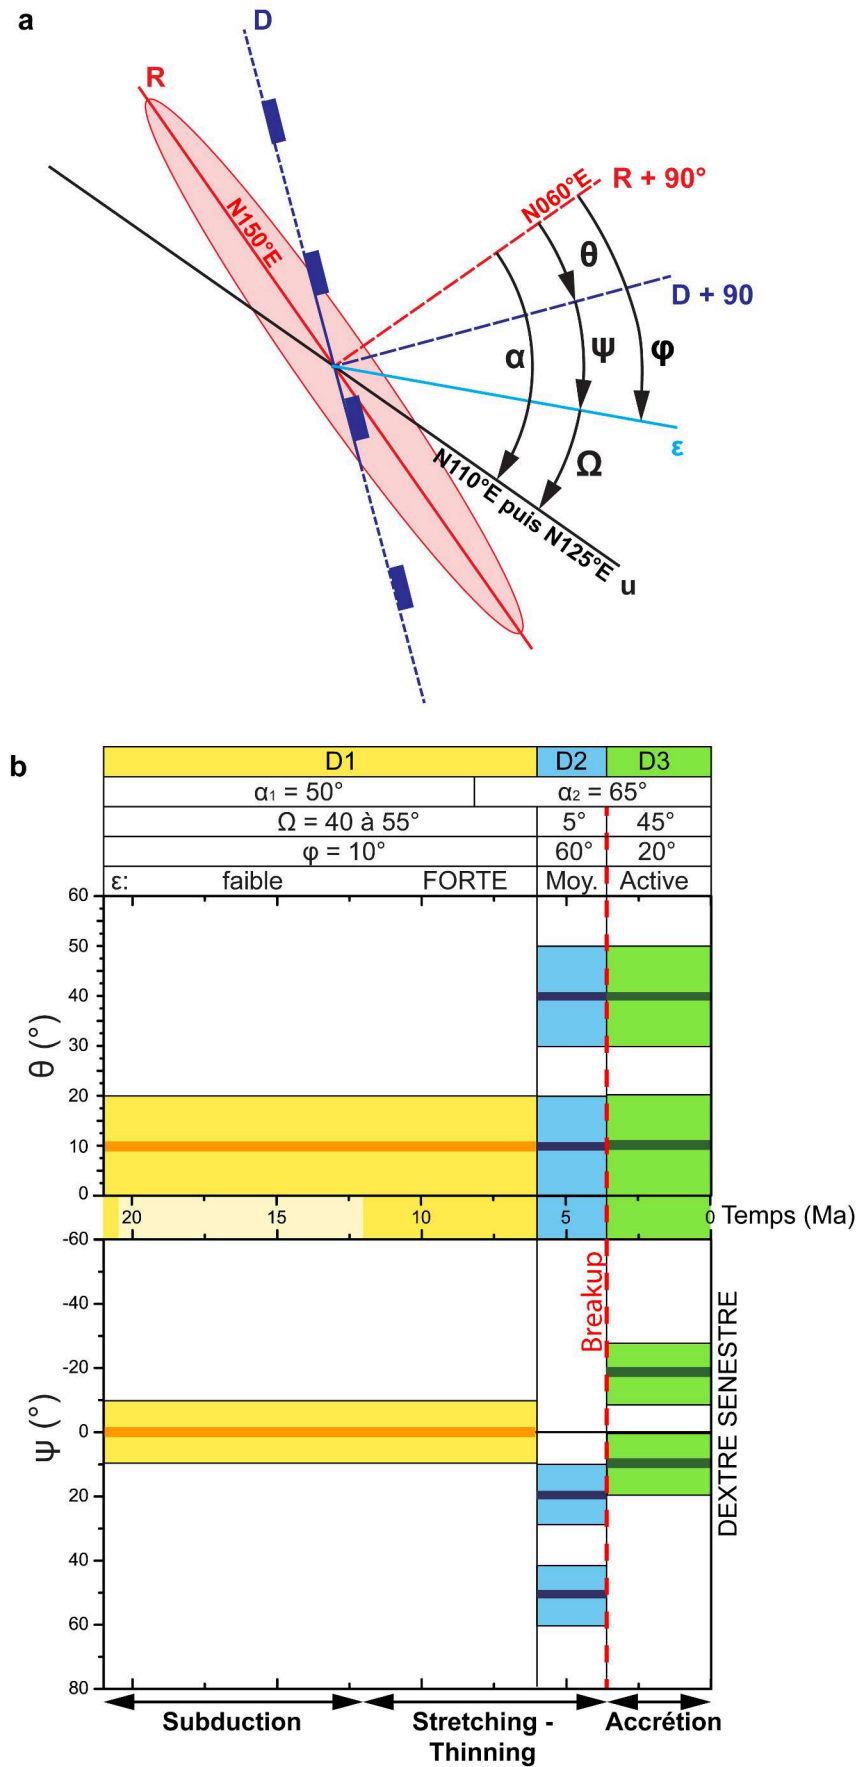 a
D
R
N150°E
N060°E
R + 90°
θ
D + 90
α
ψ
φ
ε
Ω
N110°E puis N125°E
u
b
D1 D2 D3
α1 = 50° α2 = 65°
Ω = 40 à 55° 5° 45°
φ = 10° 60° 20°
ε: faible FORTE Moy. Active
60
50
40
30
20
10
0
θ (°)
20 15 10 5 0 Temps (Ma)
-60
-40
-20
0
20
40
60
80
Ψ (°)
Breakup
DEXTRE SENESTRE
Subduction Stretching - Accrétion
Thinning